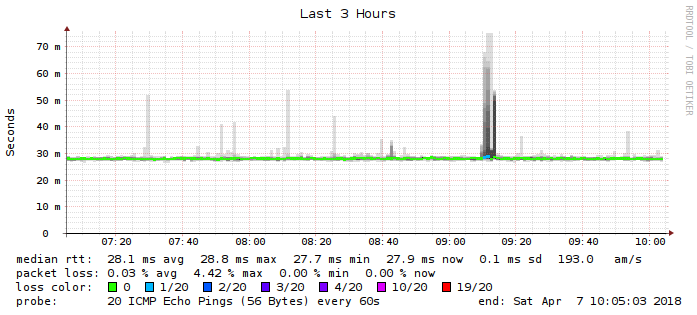 Last 3 Hours
RRDTOOL / TOBI OETIKER
Seconds
70 m
60 m
50 m
40 m
30 m
20 m
10 m
0
07:20 07:40 08:00 08:20 08:40 09:00 09:20 09:40 10:00
median rtt: 28.1 ms avg 28.8 ms max 27.7 ms min 27.9 ms now 0.1 ms sd 193.0 am/s
packet loss: 0.03 % avg 4.42 % max 0.00 % min 0.00 % now
loss color: 0 1/20 2/20 3/20 4/20 10/20 19/20
probe: 20 ICMP Echo Pings (56 Bytes) every 60s end: Sat Apr 7 10:05:03 2018